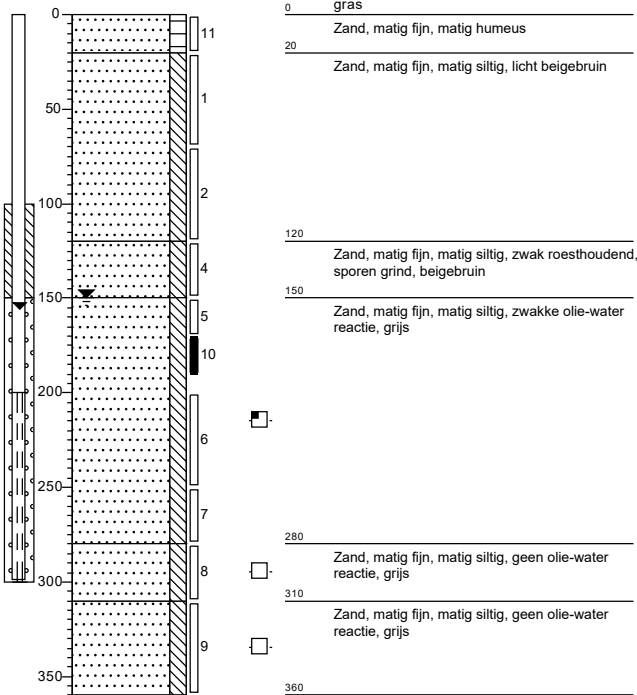 0
50
100
150
200
250
300
350
11
1
2
4
5
10
6
7
8
9
gras
0
Zand, matig fijn, matig humeus
20
Zand, matig fijn, matig siltig, licht beigebruin
120
Zand, matig fijn, matig siltig, zwak roesthoudend,
sporen grind, beigebruin
150
Zand, matig fijn, matig siltig, zwakke olie-water
reactie, grijs
280
Zand, matig fijn, matig siltig, geen olie-water
reactie, grijs
310
Zand, matig fijn, matig siltig, geen olie-water
reactie, grijs
360